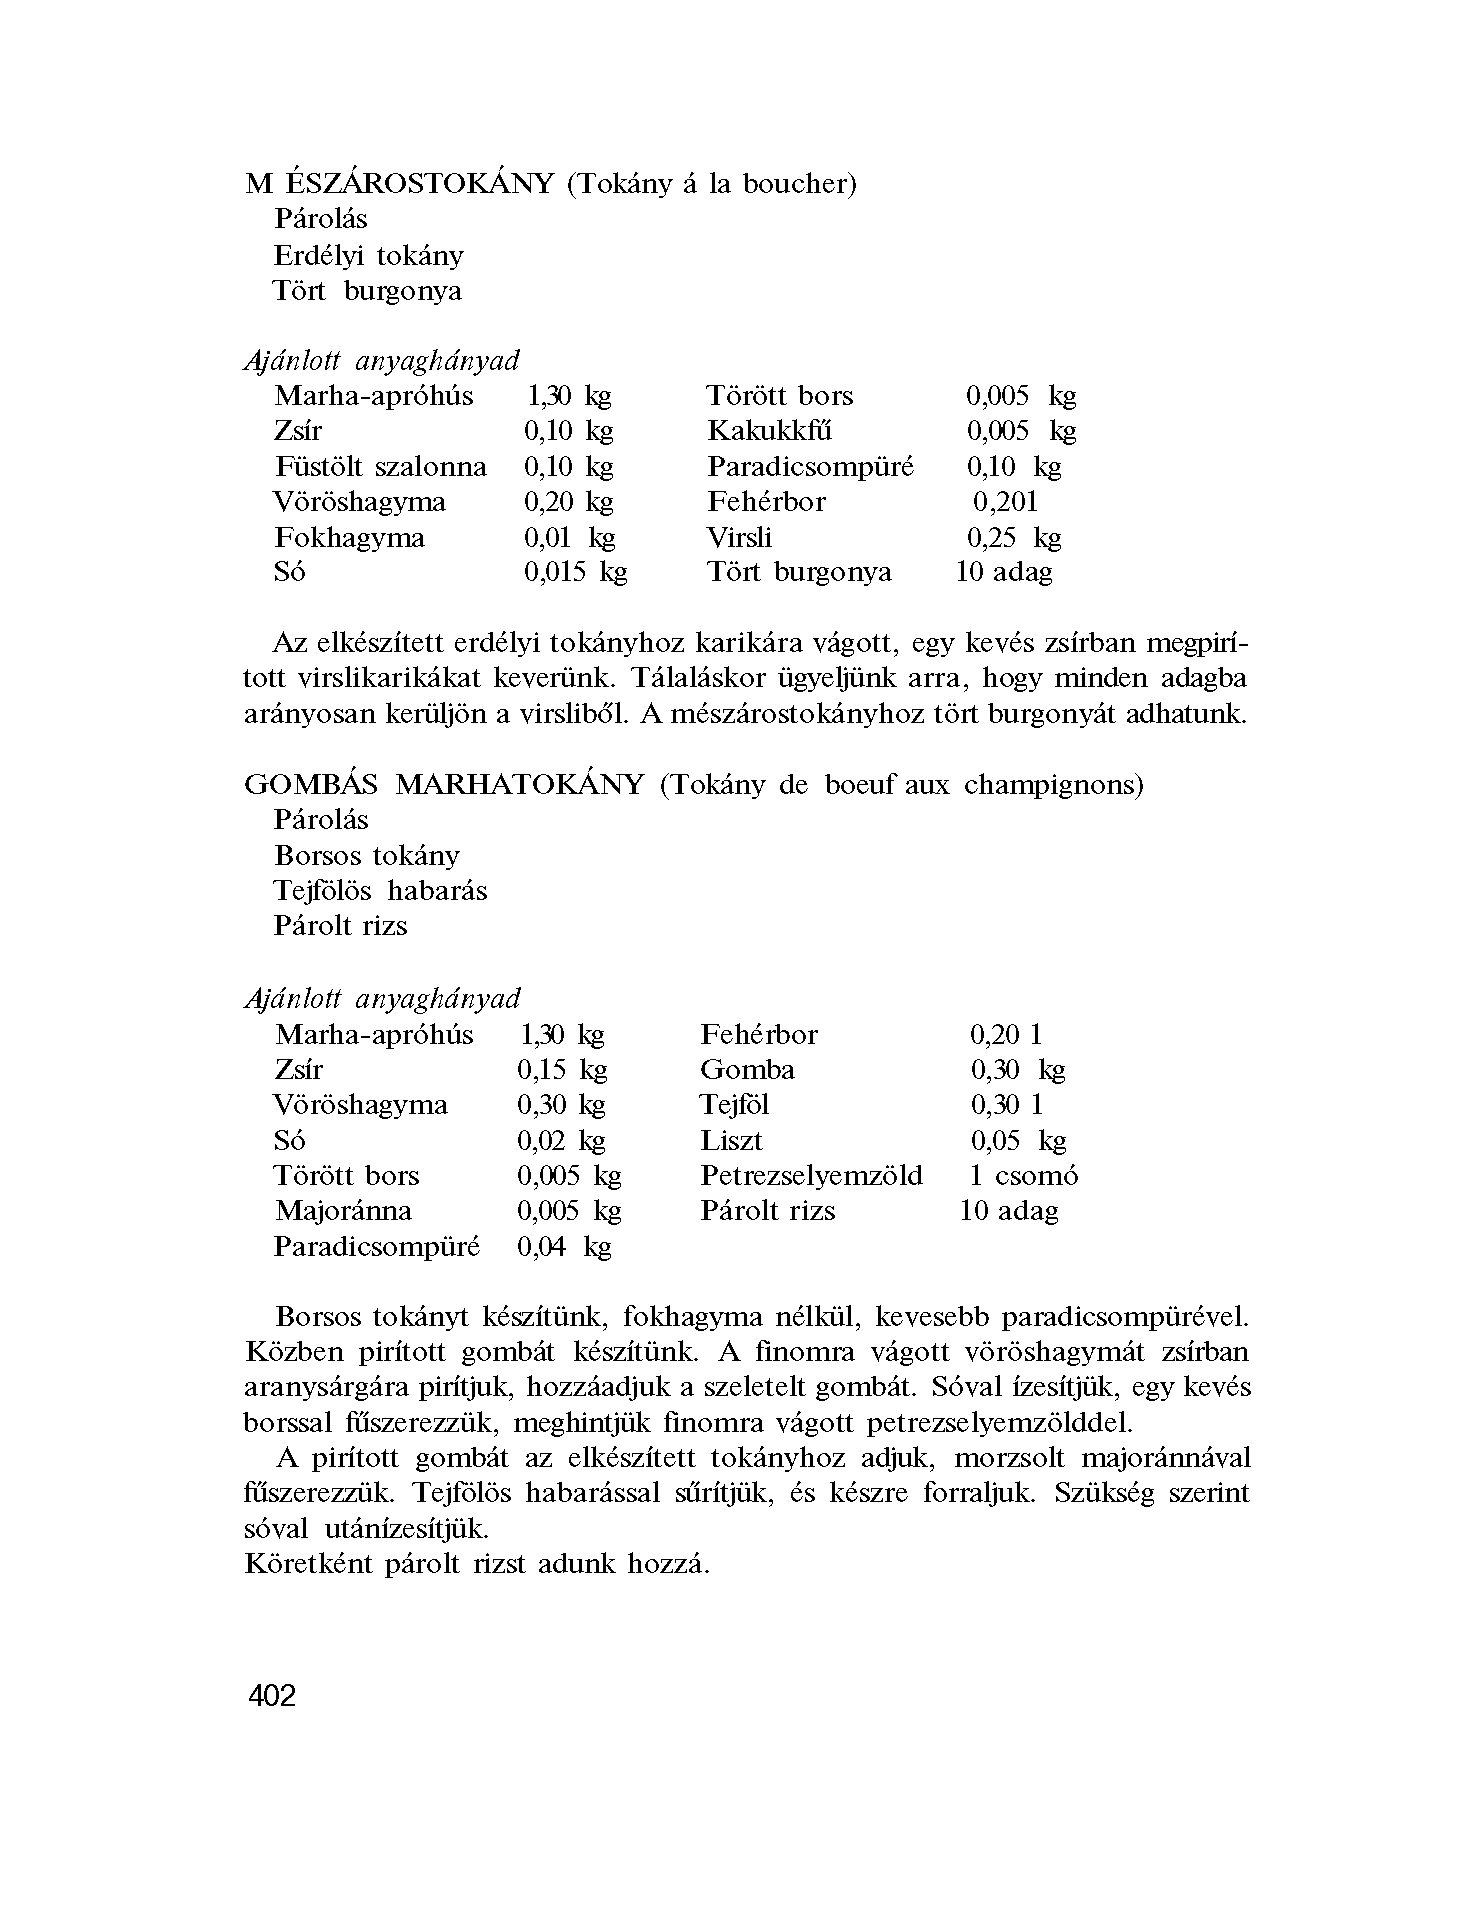 M ÉSZÁROSTOKÁNY (Tokány á la boucher)
Párolás
Erdélyi tokány
Tört burgonya
Ajánlott anyaghányad
Marha-apróhús 1,30 kg Törött bors 0,005 kg
Zsír 0,10 kg Kakukkfű 0,005 kg
Füstölt szalonna 0,10 kg Paradicsompüré 0,10 kg
Vöröshagyma 0,20 kg Fehérbor 0,201
Fokhagyma 0,01 kg Virsli 0,25 kg
Só 0,015 kg Tört burgonya 10 adag
Az elkészített erdélyi tokányhoz karikára vágott, egy kevés zsírban megpirí-
tott virslikarikákat keverünk. Tálaláskor ügyeljünk arra, hogy minden adagba
arányosan kerüljön a virsliből. A mészárostokányhoz tört burgonyát adhatunk.
GOMBÁS MARHATOKÁNY (Tokány de boeuf aux champignons)
Párolás
Borsos tokány
Tejfölös habarás
Párolt rizs
Ajánlott anyaghányad
Marha-apróhús 1,30 kg Fehérbor 0,20 1
Zsír 0,15 kg Gomba 0,30 kg
Vöröshagyma 0,30 kg Tejföl 0,30 1
Só 0,02 kg Liszt 0,05 kg
Törött bors 0,005 kg Petrezselyemzöld 1 csomó
Majoránna 0,005 kg Párolt rizs 10 adag
Paradicsompüré 0,04 kg
Borsos tokányt készítünk, fokhagyma nélkül, kevesebb paradicsompürével.
Közben pirított gombát készítünk. A finomra vágott vöröshagymát zsírban
aranysárgára pirítjuk, hozzáadjuk a szeletelt gombát. Sóval ízesítjük, egy kevés
borssal fűszerezzük, meghintjük finomra vágott petrezselyemzölddel.
A pirított gombát az elkészített tokányhoz adjuk, morzsolt majoránnával
fűszerezzük. Tejfölös habarással sűrítjük, és készre forraljuk. Szükség szerint
sóval utánízesítjük.
Köretként párolt rizst adunk hozzá.
402